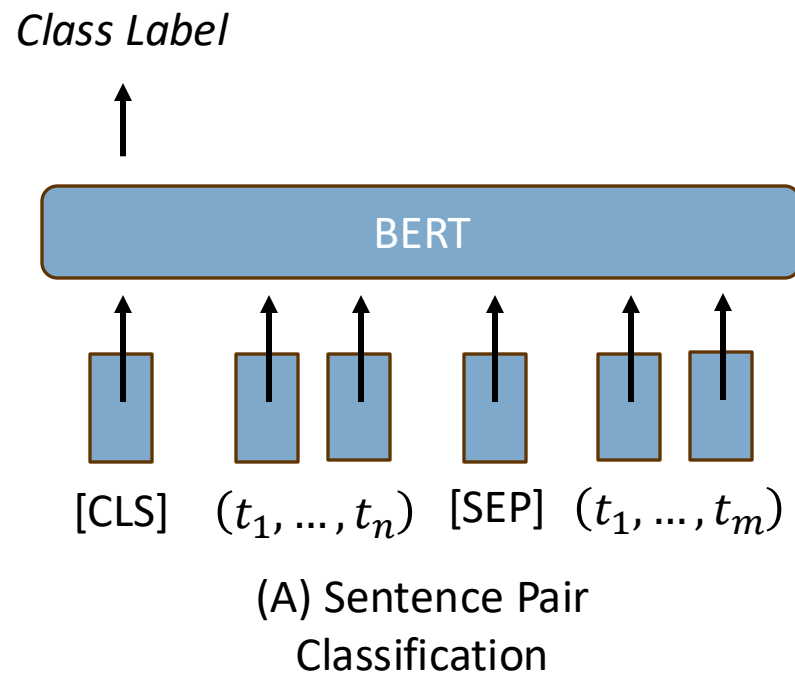 Class Label
BERT
[CLS] (t₁, …, tₙ) [SEP] (t₁, …, tₘ)
(A) Sentence Pair
Classification